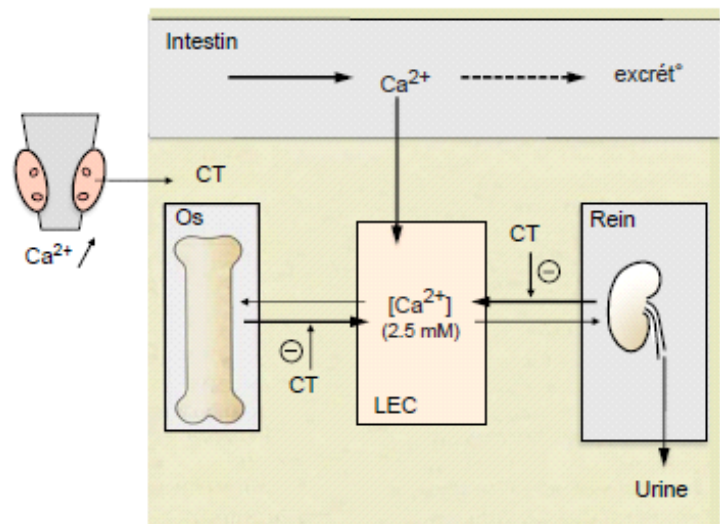 Intestin
Ca2+
excrét°
CT
Ca2+
Os
Rein
CT
[Ca2+]
(2.5 mM)
CT
LEC
Urine